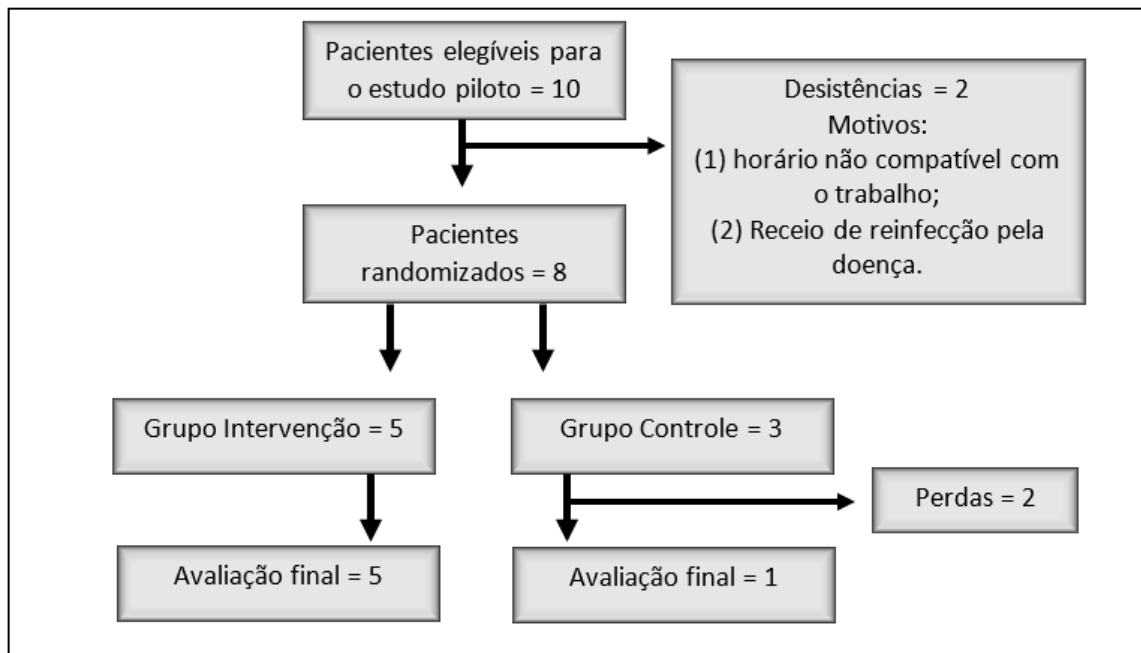 Pacientes elegíveis para
o estudo piloto = 10
Desistências = 2
Motivos:
(1) horário não compatível com
o trabalho;
(2) Receio de reinfecção pela
doença.
Pacientes
randomizados = 8
Grupo Intervenção = 5
Grupo Controle = 3
Perdas = 2
Avaliação final = 5
Avaliação final = 1